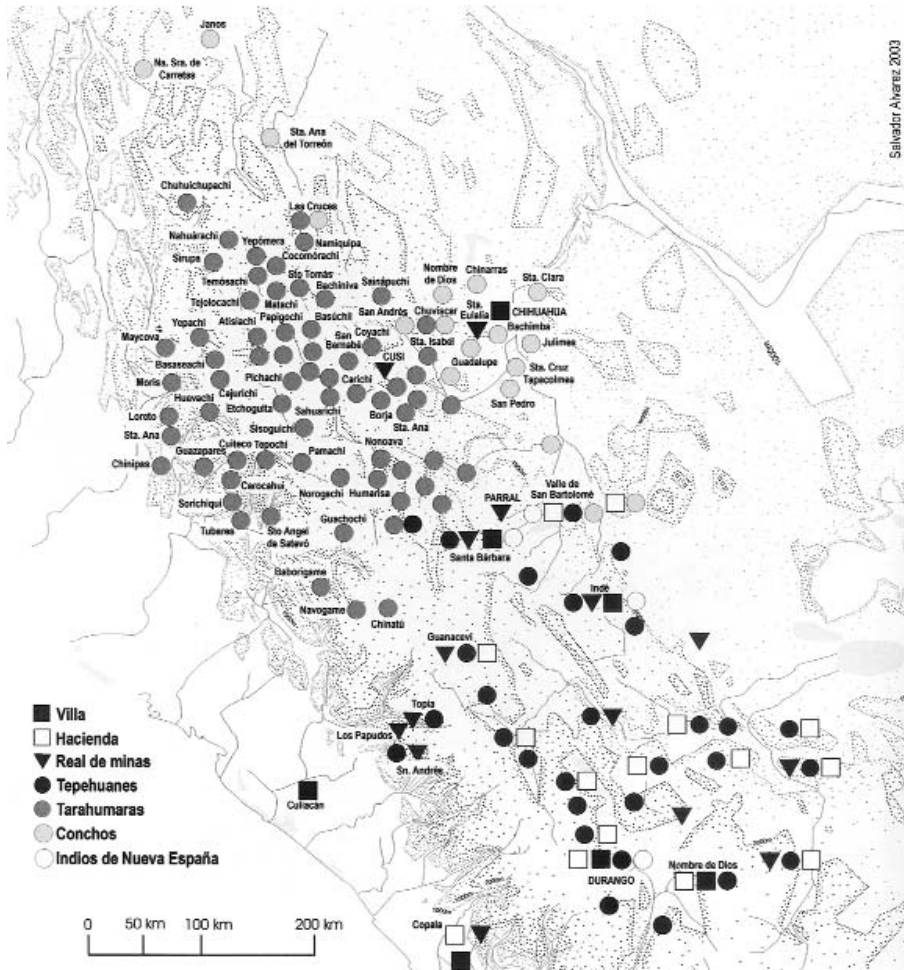 Janos
Na. Sra. de
Carretas
Salvador Alvarez 2003
Sta. Ana
del Torreón
Chuhuichupachi
Las Cruces
Nahuárachi
Yepómera
Namiquipa
Sirupa
Cocomórachi
Temósachi
Sto Tomás
Sainápuchi
Nombre
de Dios
Chinarras
Sta. Clara
Tejolocachi
Matachi
Bachiniva
Papigochi
Basúchil
San Andrés
Chuviscar
Sta.
Eulalia
CHIHUAHUA
Yepachi
Atisiachi
San
Bernabé
Coyachi
Bachimba
Maycova
Sta. Isabel
Julimes
Basaseachi
CUSI
Guadalupe
Pichachi
Carichi
Sta. Cruz
Tapacolmes
Moris
Cajurichi
Huevachi
Etchoguita
Sahuarichi
Borja
San Pedro
Loreto
Sta. Ana
Sta. Ana
Sisoguichi
Cuiteco
Tepochi
Nonoava
Guazapares
Pamachi
Chinipas
Cerocahui
Norogachi
Humarisa
PARRAL
Valle de
San Bartolomé
Sorichiqui
Tubares
Sto Angel
de Satevó
Guachochi
Santa Bárbara
Baborigame
Indé
Navogame
Chinatú
Guanaceví
Topia
Los Papudos
Sn. Andrés
Culiacán
Villa
Hacienda
Real de minas
Tepehuanes
Tarahumaras
Conchos
Indios de Nueva España
DURANGO
Nombre de Dios
Copala
0 50 km 100 km 200 km